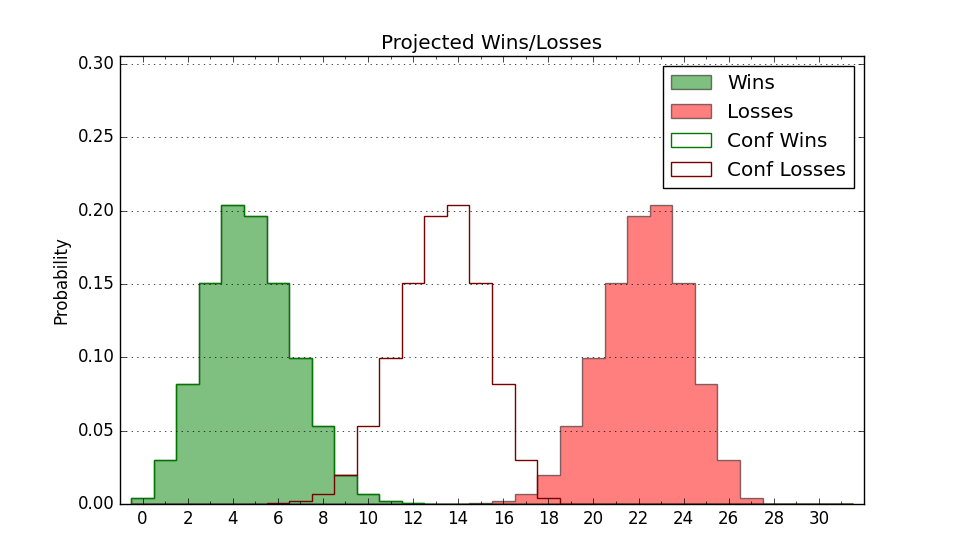 Projected Wins/Losses
0.30
0.25
0.20
0.15
0.10
0.05
0.00
Probability
Wins
Losses
Conf Wins
Conf Losses
0 2 4 6 8 10 12 14 16 18 20 22 24 26 28 30